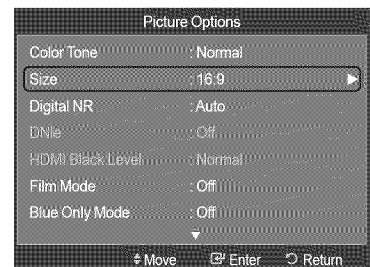 Picture Options
Color Tone : Normal
Size : 16:9
Digital NR : Auto
DNIe : Off
HDMI Black Level : Normal
Film Mode : Off
Blue Only Mode : Off
Move Enter Return